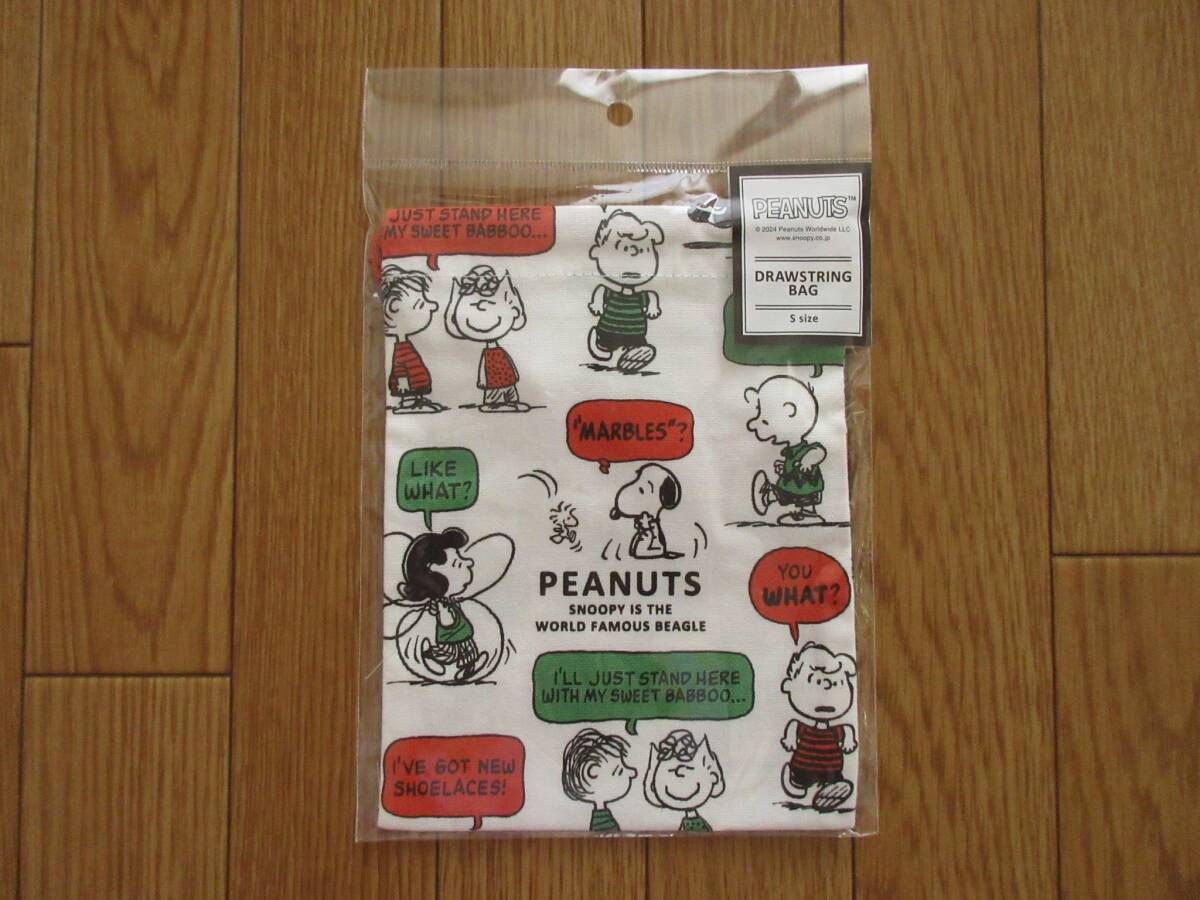 JUST STAND HERE
MY SWEET BABBOO...
PEANUTS™
© 2024 Peanuts Worldwide LLC
www.snoopy.co.jp
DRAWSTRING
BAG
S size
"MARBLES"?
LIKE
WHAT?
PEANUTS
SNOOPY IS THE
WORLD FAMOUS BEAGLE
YOU
WHAT?
I'LL JUST STAND HERE
WITH MY SWEET BABBOO...
I'VE GOT NEW
SHOELACES!